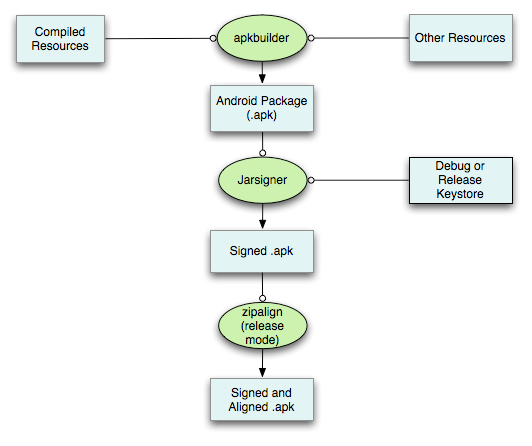 Compiled
Resources
apkbuilder
Other Resources
Android Package
(.apk)
Jarsigner
Debug or
Release
Keystore
Signed .apk
zipalign
(release
mode)
Signed and
Aligned .apk